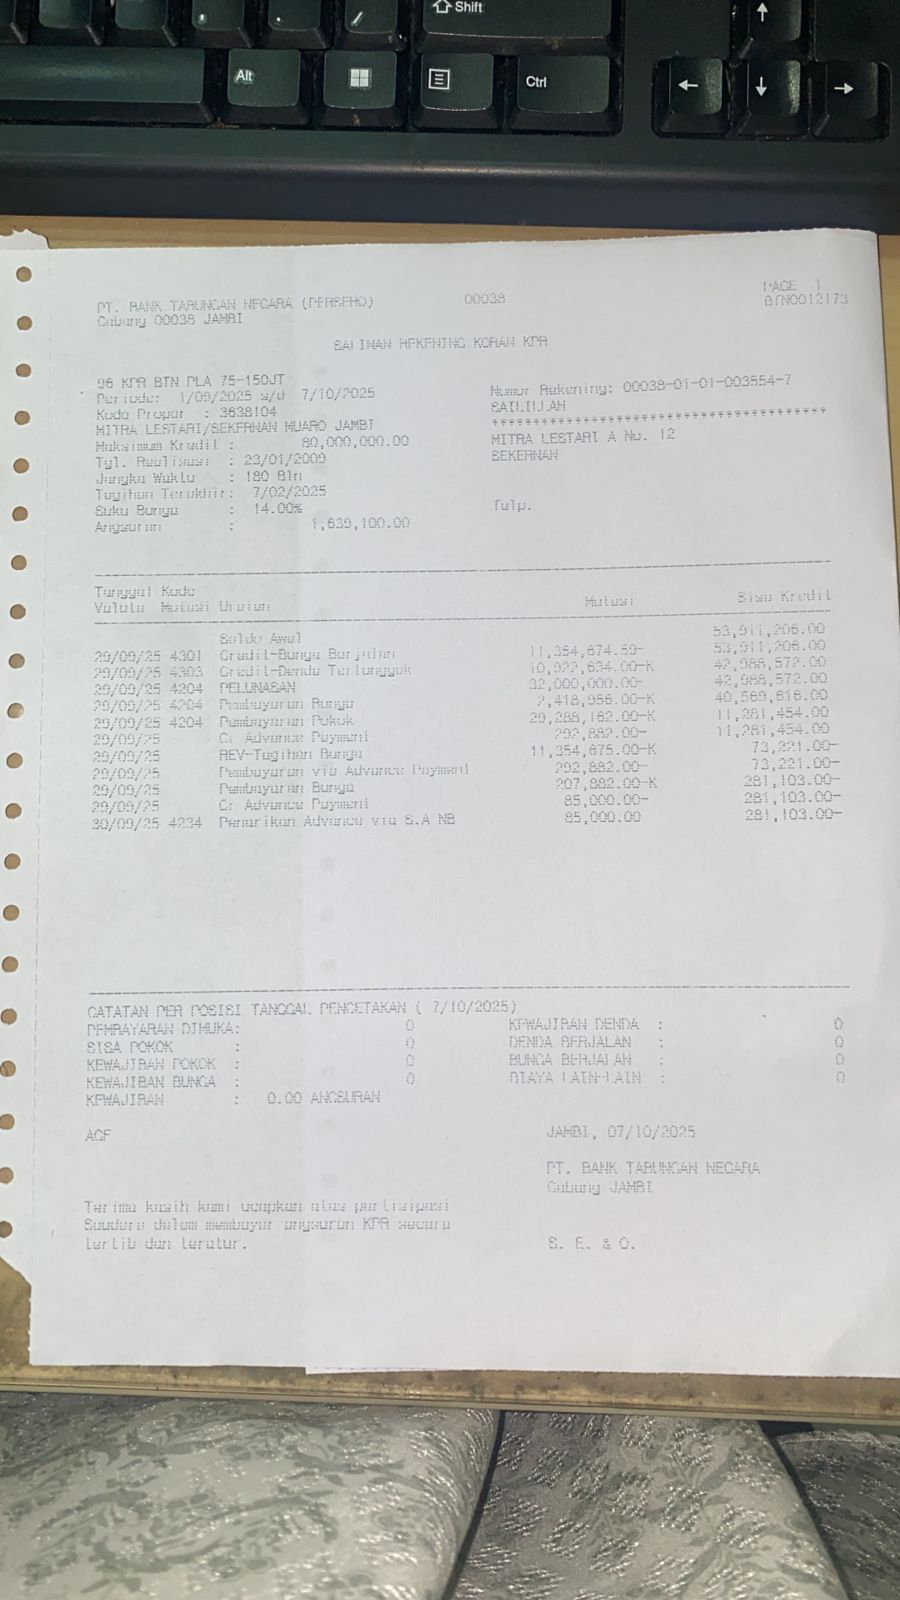 Shift
Alt
Ctrl
PAGE 1
PT. BANK TABUNGAN NEGARA (PERSERO) 00038 BTN0012173
Cabang 00038 JAMBI
SALINAN REKENING KORAN KPR
96 KPR BTN PLA 75-150JT
Periode: 1/09/2025 s/d 7/10/2025 Nomor Rekening: 00038-01-01-003554-7
Kode Propar : 3638104
MITRA LESTARI/SEKERNAN MUARO JAMBI ****************************************
Maksimum Kredit : 80,000,000.00 MITRA LESTARI A No. 12
Tgl. Realisasi : 23/01/2009 SEKERNAN
Jangka Waktu : 180 Bln
Tagihan Terakhir: 7/02/2025
Suku Bunga : 14.00% Telp.
Angsuran : 1,639,100.00
Tanggal Kode
Valuta Mutasi Uraian Mutasi Sisa Kredit
Saldo Awal 53,911,206.00
29/09/25 4301 Credit-Bunga Berjalan 11,354,674.59- 53,911,206.00
29/09/25 4303 Credit-Denda Tertunggak 10,922,634.00-K 42,988,572.00
29/09/25 4204 PELUNASAN 32,000,000.00- 42,988,572.00
29/09/25 4204 Pembayaran Bunga 2,418,956.00-K 40,569,616.00
29/09/25 4204 Pembayaran Pokok 29,288,162.00-K 11,281,454.00
29/09/25 Cr Advance Payment 292,882.00- 11,281,454.00
29/09/25 REV-Tagihan Bunga 11,354,675.00-K 73,221.00-
29/09/25 Pembayaran via Advance Payment 292,882.00- 73,221.00-
29/09/25 Pembayaran Bunga 207,882.00-K 281,103.00-
29/09/25 Cr Advance Payment 85,000.00- 281,103.00-
30/09/25 4234 Penarikan Advance via S.A NB 85,000.00 281,103.00-
CATATAN PER POSISI TANGGAL PENCETAKAN ( 7/10/2025)
PEMBAYARAN DIMUKA: 0 KEWAJIBAN DENDA : 0
SISA POKOK : 0 DENDA BERJALAN : 0
KEWAJIBAN POKOK : 0 BUNGA BERJALAN : 0
KEWAJIBAN BUNGA : 0 BIAYA LAIN-LAIN : 0
KEWAJIBAN : 0.00 ANGSURAN
JAMBI, 07/10/2025
PT. BANK TABUNGAN NEGARA
Cabang JAMBI
Terima kasih kami ucapkan atas partisipasi
Saudara dalam membayar angsuran KPR secara
tertib dan teratur. S. E. & O.